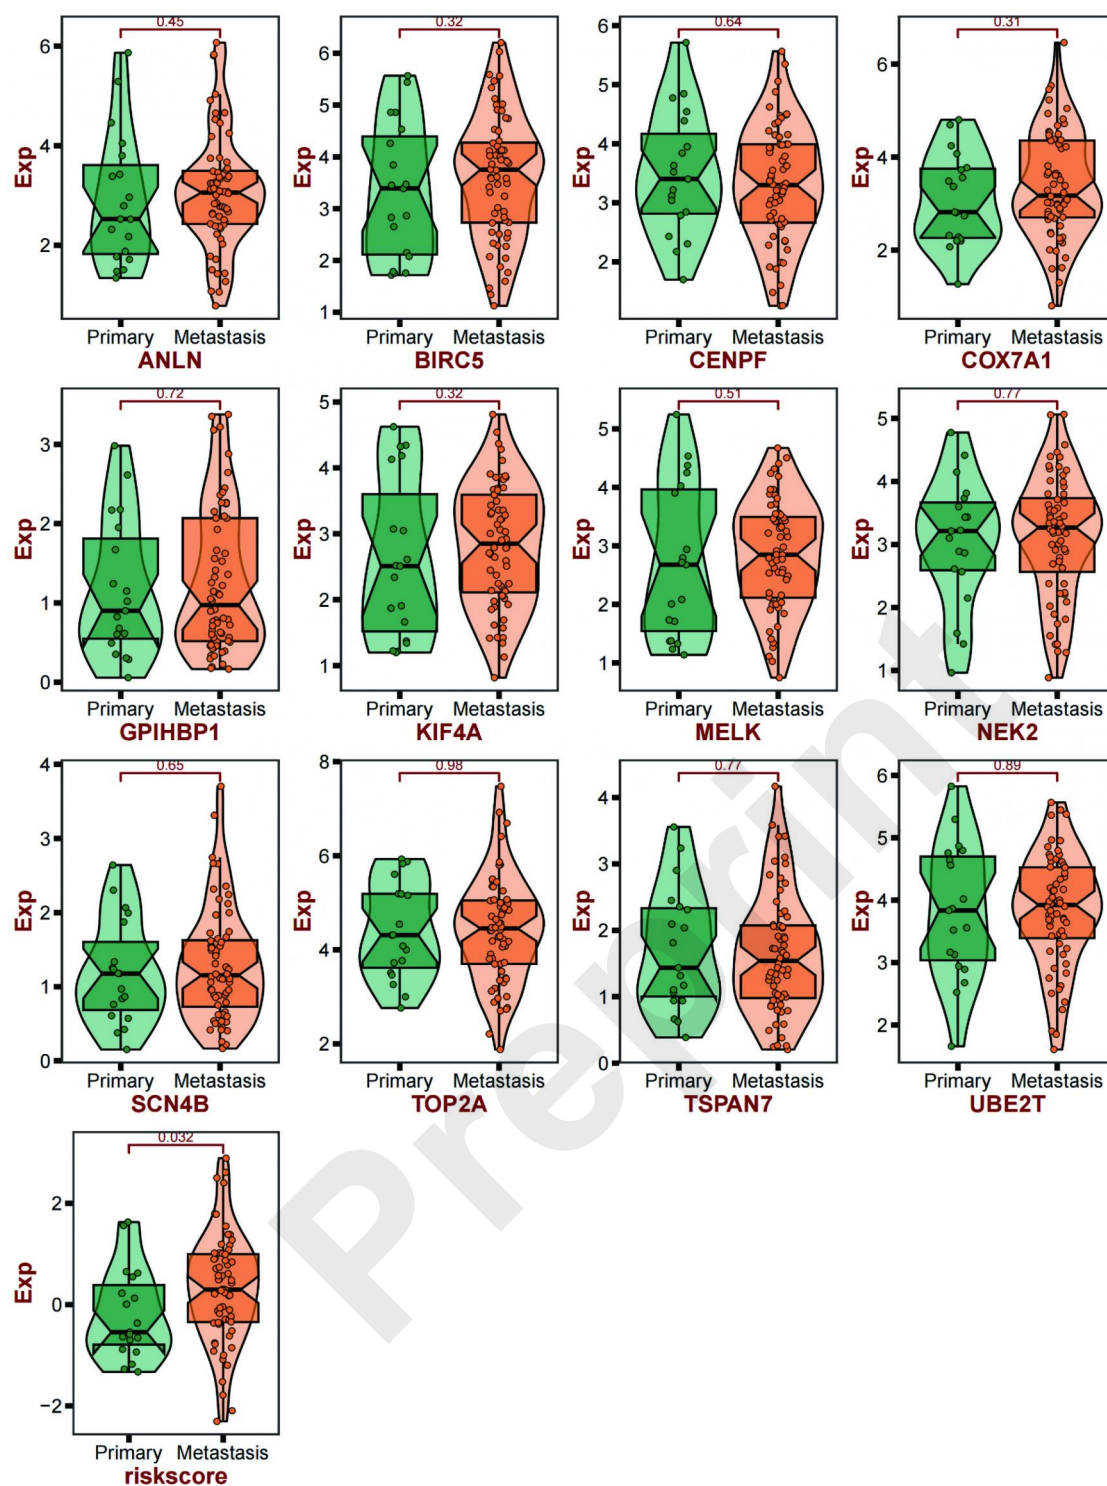 0.45 0.32 0.64 0.31
6 6 6 6
5 5
Exp 4 Exp 4 Exp 4 Exp 4
3 3
2 2 2 2
1
Primary Metastasis Primary Metastasis Primary Metastasis Primary Metastasis
ANLN BIRC5 CENPF COX7A1
0.72 0.32 0.51 0.77
3 5 5 5
4 4 4
Exp 2 Exp 3 Exp 3 Exp 3
1 2 2 2
0 1 1 1
Primary Metastasis Primary Metastasis Primary Metastasis Primary Metastasis
GPIHBP1 KIF4A MELK NEK2
0.65 0.98 0.77 0.89
4 8 4 6
3 6 3 5
Exp 2 Exp 4 Exp 2 Exp 4
1 1 3
0 2 0 2
Primary Metastasis Primary Metastasis Primary Metastasis Primary Metastasis
SCN4B TOP2A TSPAN7 UBE2T
0.032
2
Exp 0
−2
Primary Metastasis
riskscore
Preprint